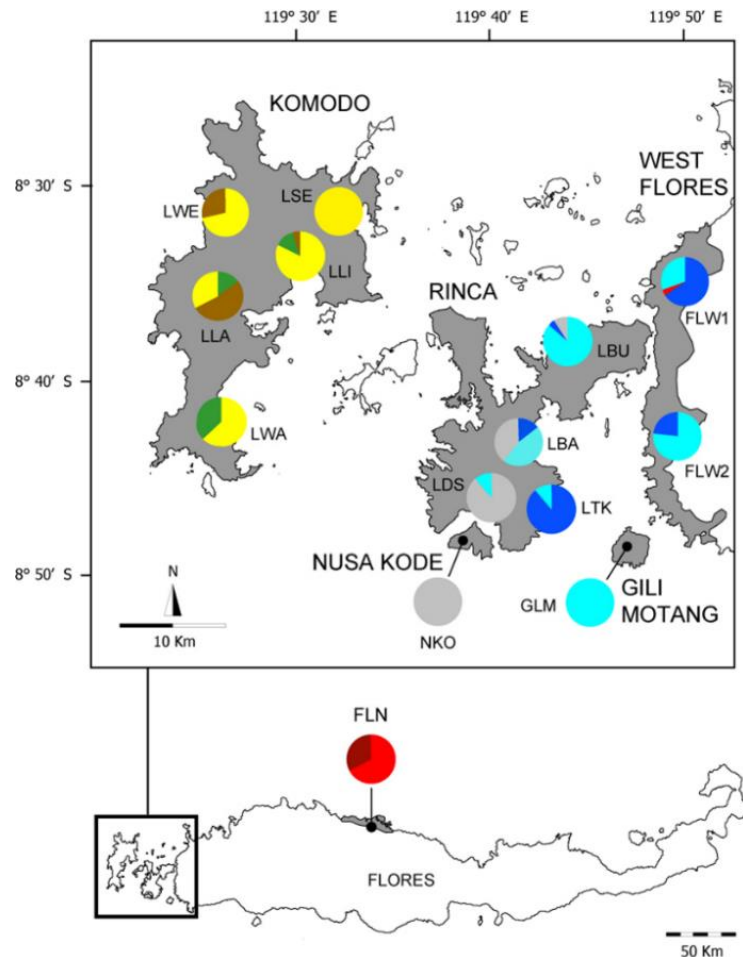 119° 30′ E
119° 40′ E
119° 50′ E
KOMODO
8° 30′ S
WEST
FLORES
LWE
LSE
LLI
RINCA
FLW1
LLA
LBU
8° 40′ S
LWA
LBA
FLW2
LDS
LTK
NUSA KODE
8° 50′ S
N
GILI
MOTANG
GLM
10 Km
NKO
FLN
FLORES
50 Km